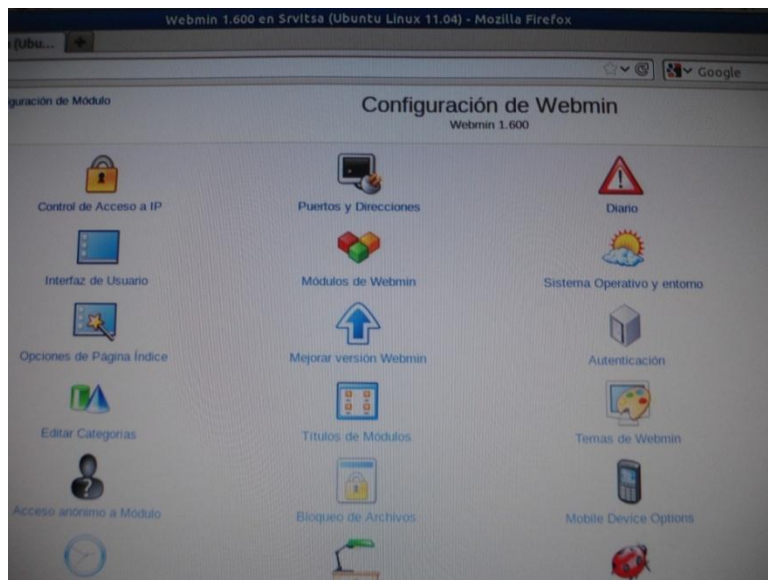 Webmin 1.600 en Srvltsa (Ubuntu Linux 11.04) - Mozilla Firefox
(Ubu...
Google
guración de Módulo
Configuración de Webmin
Webmin 1.600
Control de Acceso a IP
Puertos y Direcciones
Diario
Interfaz de Usuario
Módulos de Webmin
Sistema Operativo y entorno
Opciones de Página Índice
Mejorar versión Webmin
Autenticación
Editar Categorías
Títulos de Módulos
Temas de Webmin
Acceso anónimo a Módulo
Bloqueo de Archivos
Mobile Device Options